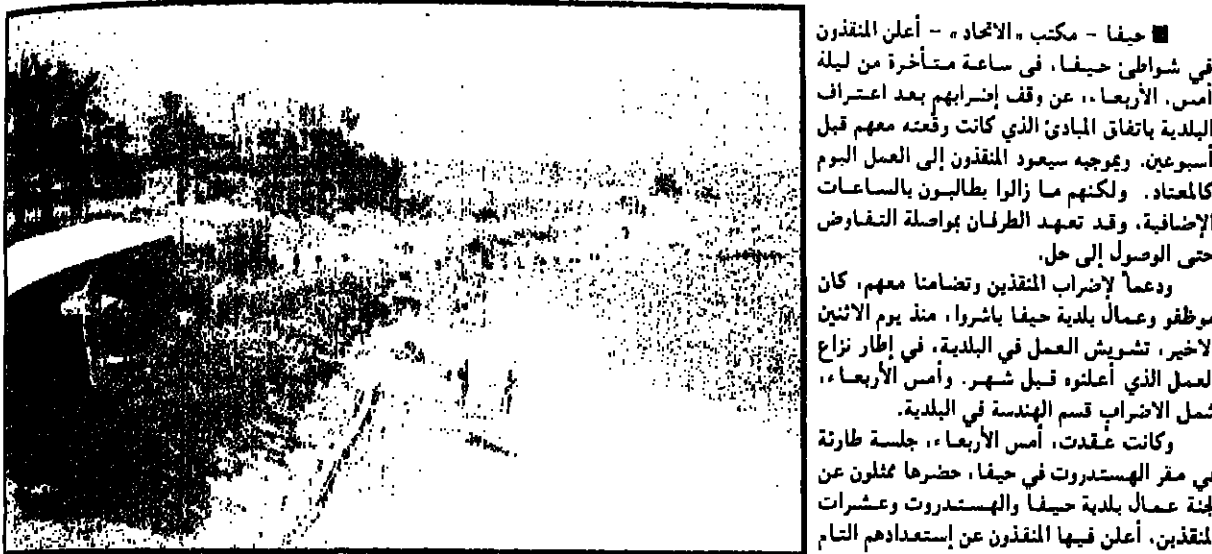 ■ حيفا - مكتب «الاتحاد» - أعلن المنقذون
في شواطئ حيفا، في ساعة متأخرة من ليلة
أمس، الأربعاء، عن وقف إضرابهم بعد اعتراف
البلدية باتفاق المبادئ الذي كانت وقعته معهم قبل
أسبوعين. وبموجبه سيعود المنقذون إلى العمل اليوم
كالمعتاد. ولكنهم ما زالوا يطالبون بالساعات
الإضافية، وقد تعهد الطرفان بمواصلة التفاوض
حتى الوصول إلى حل.
ودعماً لإضراب المنقذين وتضامنا معهم، كان
موظفو وعمال بلدية حيفا باشروا، منذ يوم الاثنين
لاخير، تشويش العمل في البلدية، في إطار نزاع
لعمل الذي أعلنوه قبل شهر. وأمس الأربعاء،
شمل الاضراب قسم الهندسة في البلدية.
وكانت عقدت، أمس الأربعاء، جلسة طارئة
في مقر الهستدروت في حيفا، حضرها ممثلون عن
لجنة عمال بلدية حيفا والهستدروت وعشرات
لمنقذين، أعلن فيها المنقذون عن إستعدادهم التام